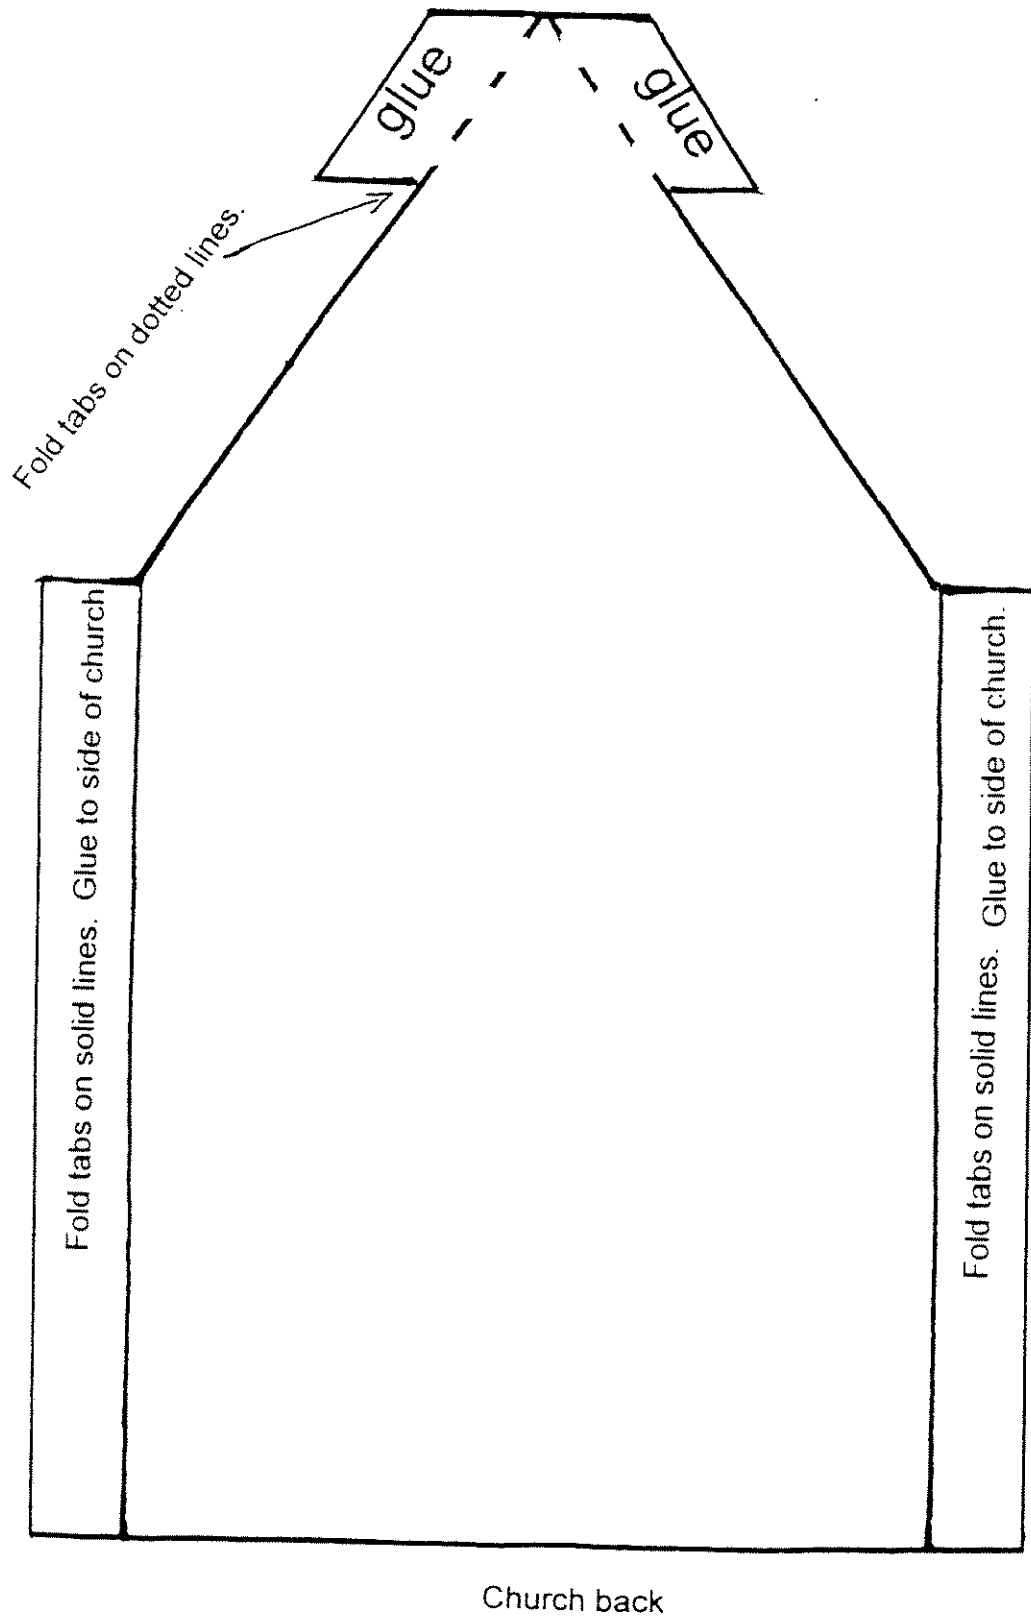 glue
glue
Fold tabs on dotted lines.
Fold tabs on solid lines.  Glue to side of church
Fold tabs on solid lines.  Glue to side of church.
Church back